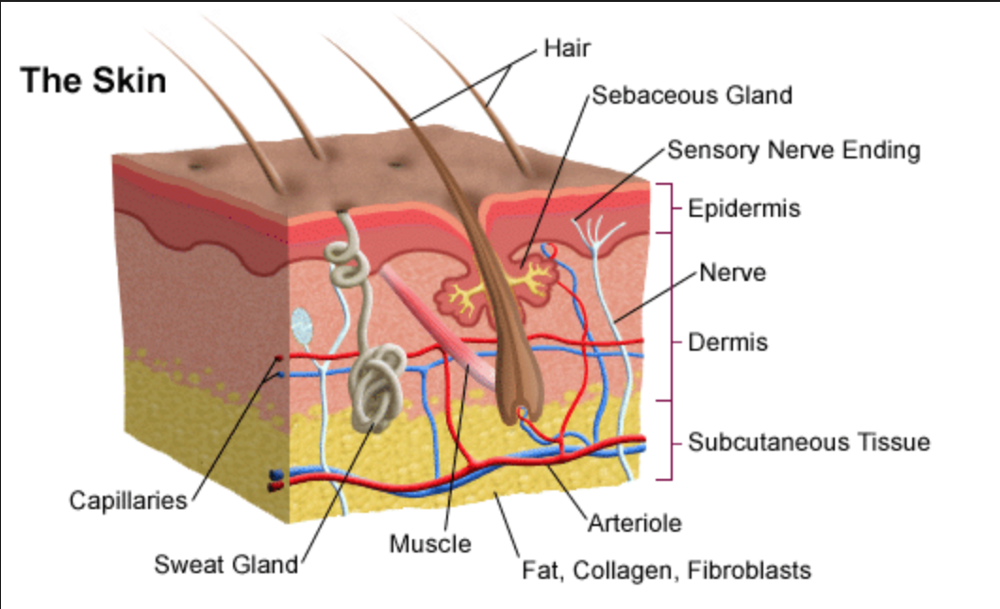 The Skin
Hair
Sebaceous Gland
Sensory Nerve Ending
Epidermis
Nerve
Dermis
Subcutaneous Tissue
Capillaries
Arteriole
Muscle
Sweat Gland
Fat, Collagen, Fibroblasts